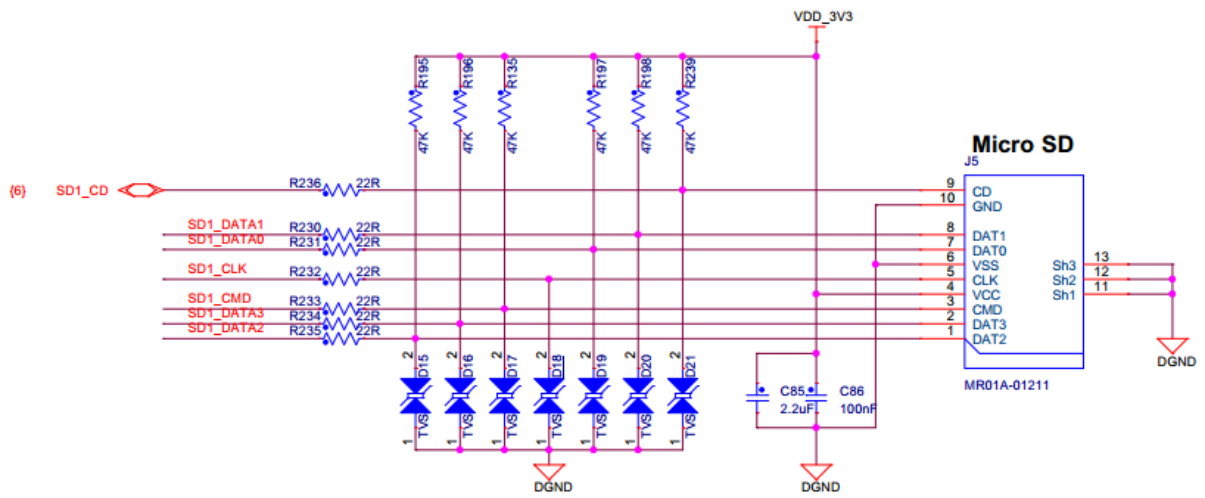 VDD_3V3
R195
R196
R135
R197
R198
R239
47K
47K
47K
47K
47K
47K
Micro SD
J5
{6} SD1_CD R236 22R 9 CD
10 GND
SD1_DATA1 R230 22R 8 DAT1
SD1_DATA0 R231 22R 7 DAT0
6 VSS Sh3 13
SD1_CLK R232 22R 5 CLK Sh2 12
4 VCC Sh1 11
SD1_CMD R233 22R 3 CMD
SD1_DATA3 R234 22R 2 DAT3
SD1_DATA2 R235 22R 1 DAT2
DGND
2 D15
2 D16
2 D17
2 D18
2 D19
2 D20
2 D21
MR01A-01211
C85 2.2uF
C86 100nF
1 TVS
1 TVS
1 TVS
1 TVS
1 TVS
1 TVS
1 TVS
DGND
DGND